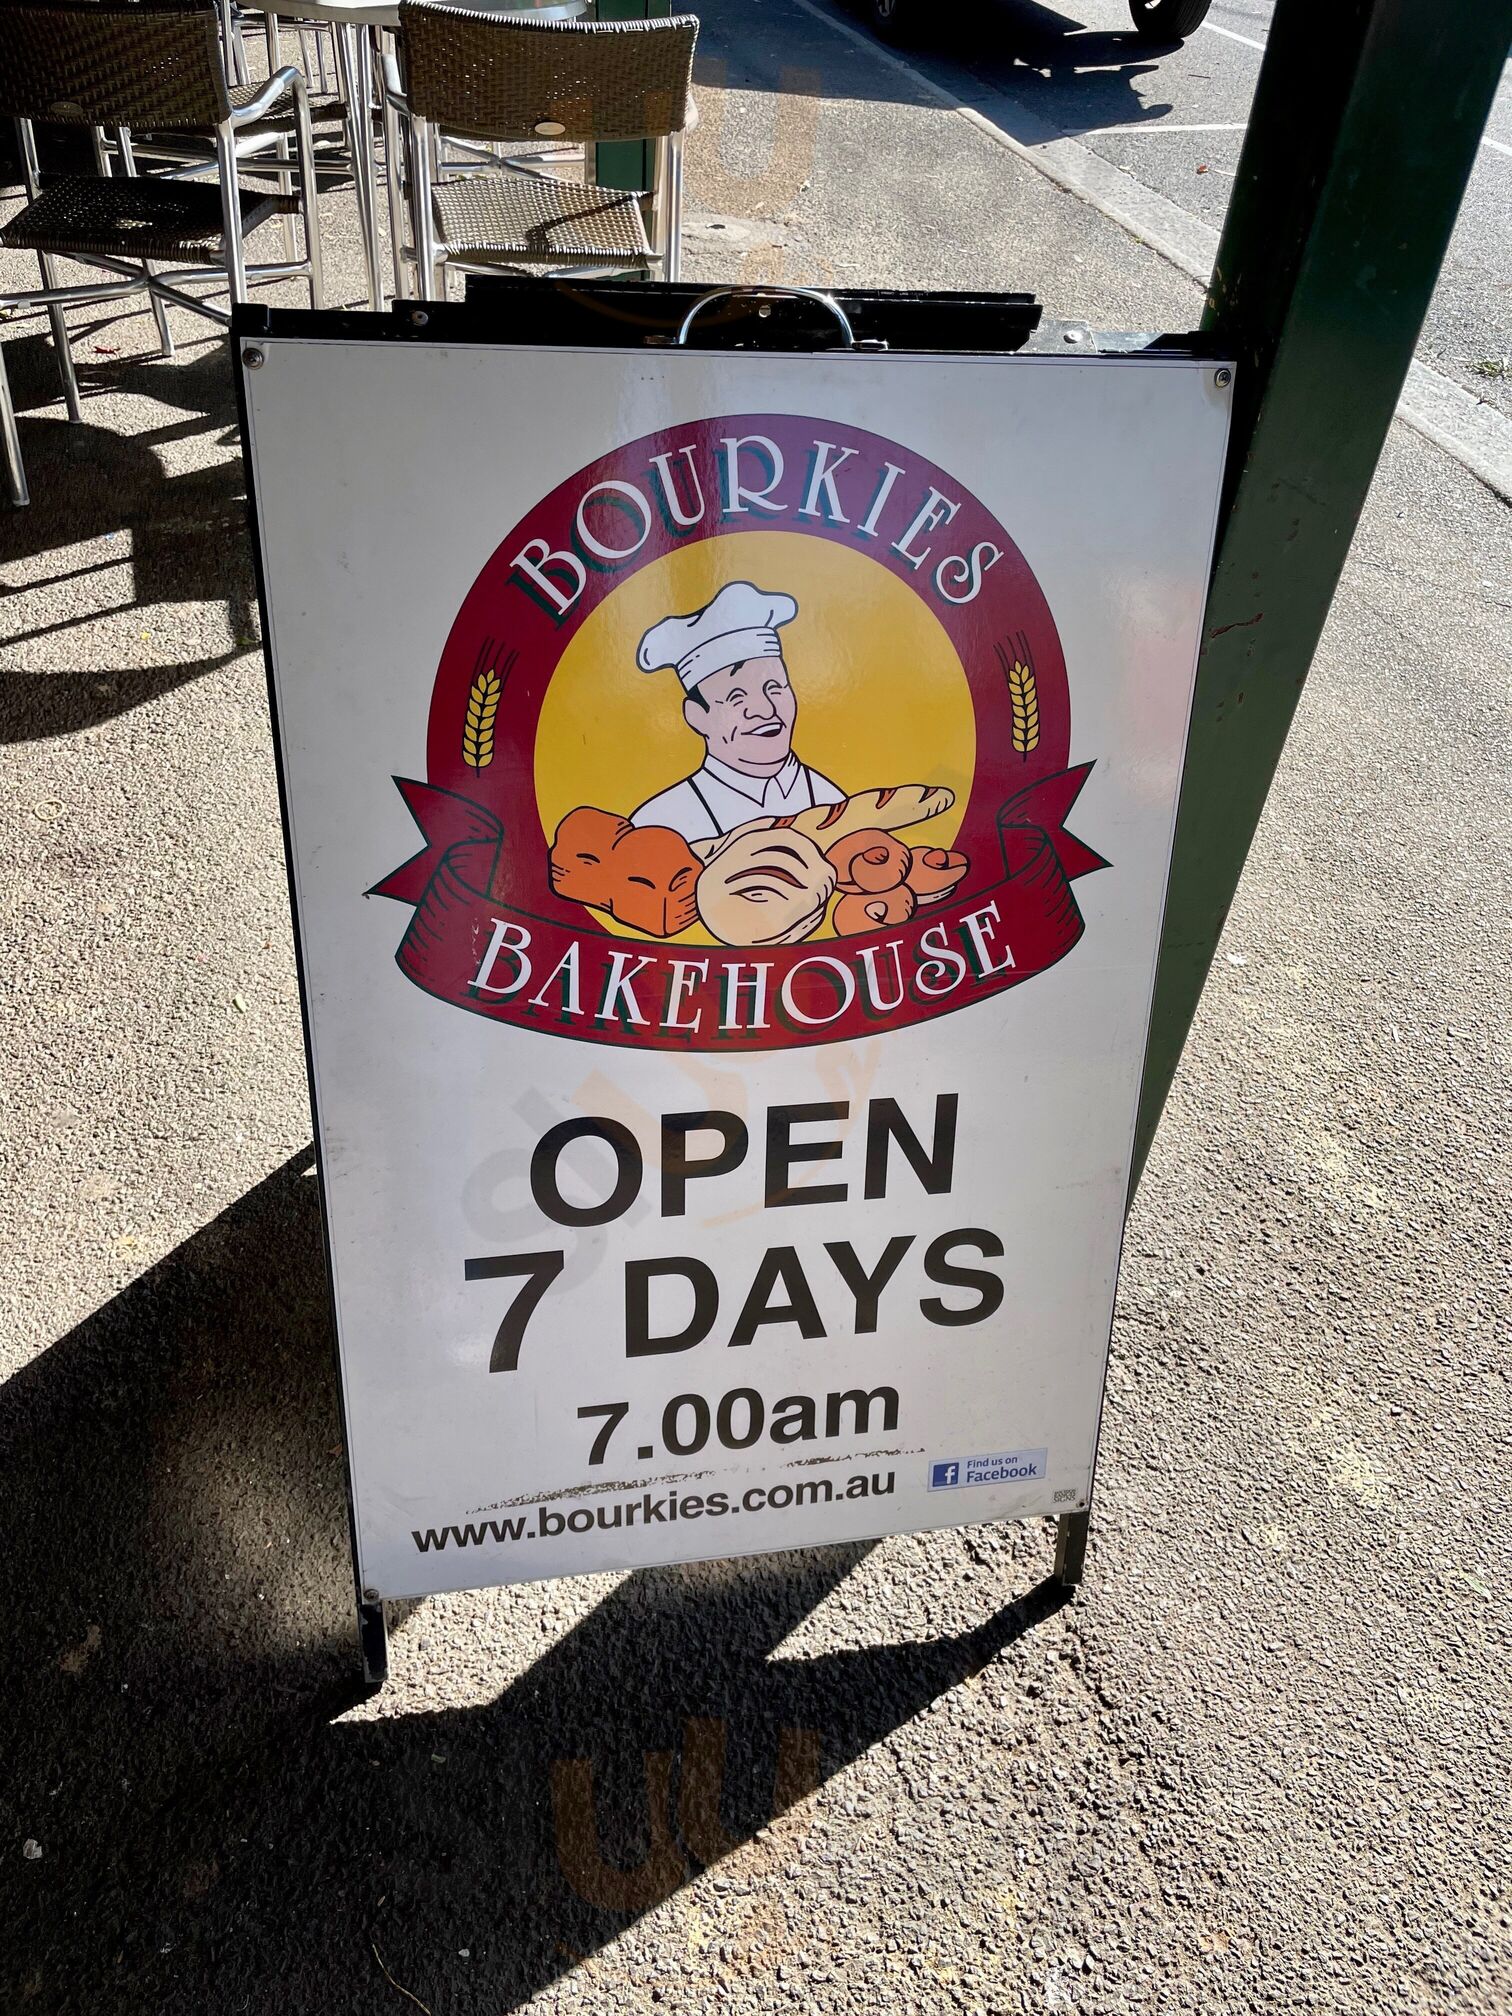 BOURKIES
BAKEHOUSE
OPEN
7 DAYS
7.00am
www.bourkies.com.au
Find us on
Facebook